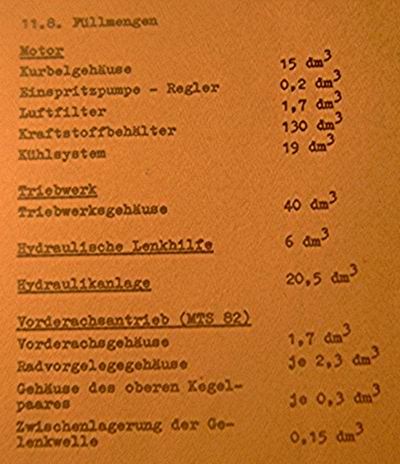 11.8. Füllmengen
Motor
Kurbelgehäuse 15 dm³
Einspritzpumpe - Regler 0,2 dm³
Luftfilter 1,7 dm³
Kraftstoffbehälter 130 dm³
Kühlsystem 19 dm³
Triebwerk
Triebwerksgehäuse 40 dm³
Hydraulische Lenkhilfe 6 dm³
Hydraulikanlage 20,5 dm³
Vorderachsantrieb (MTS 82)
Vorderachsgehäuse 1,7 dm³
Radvorgelegegehäuse je 2,3 dm³
Gehäuse des oberen Kegel-
paares je 0,3 dm³
Zwischenlagerung der Ge-
lenkwelle 0,15 dm³